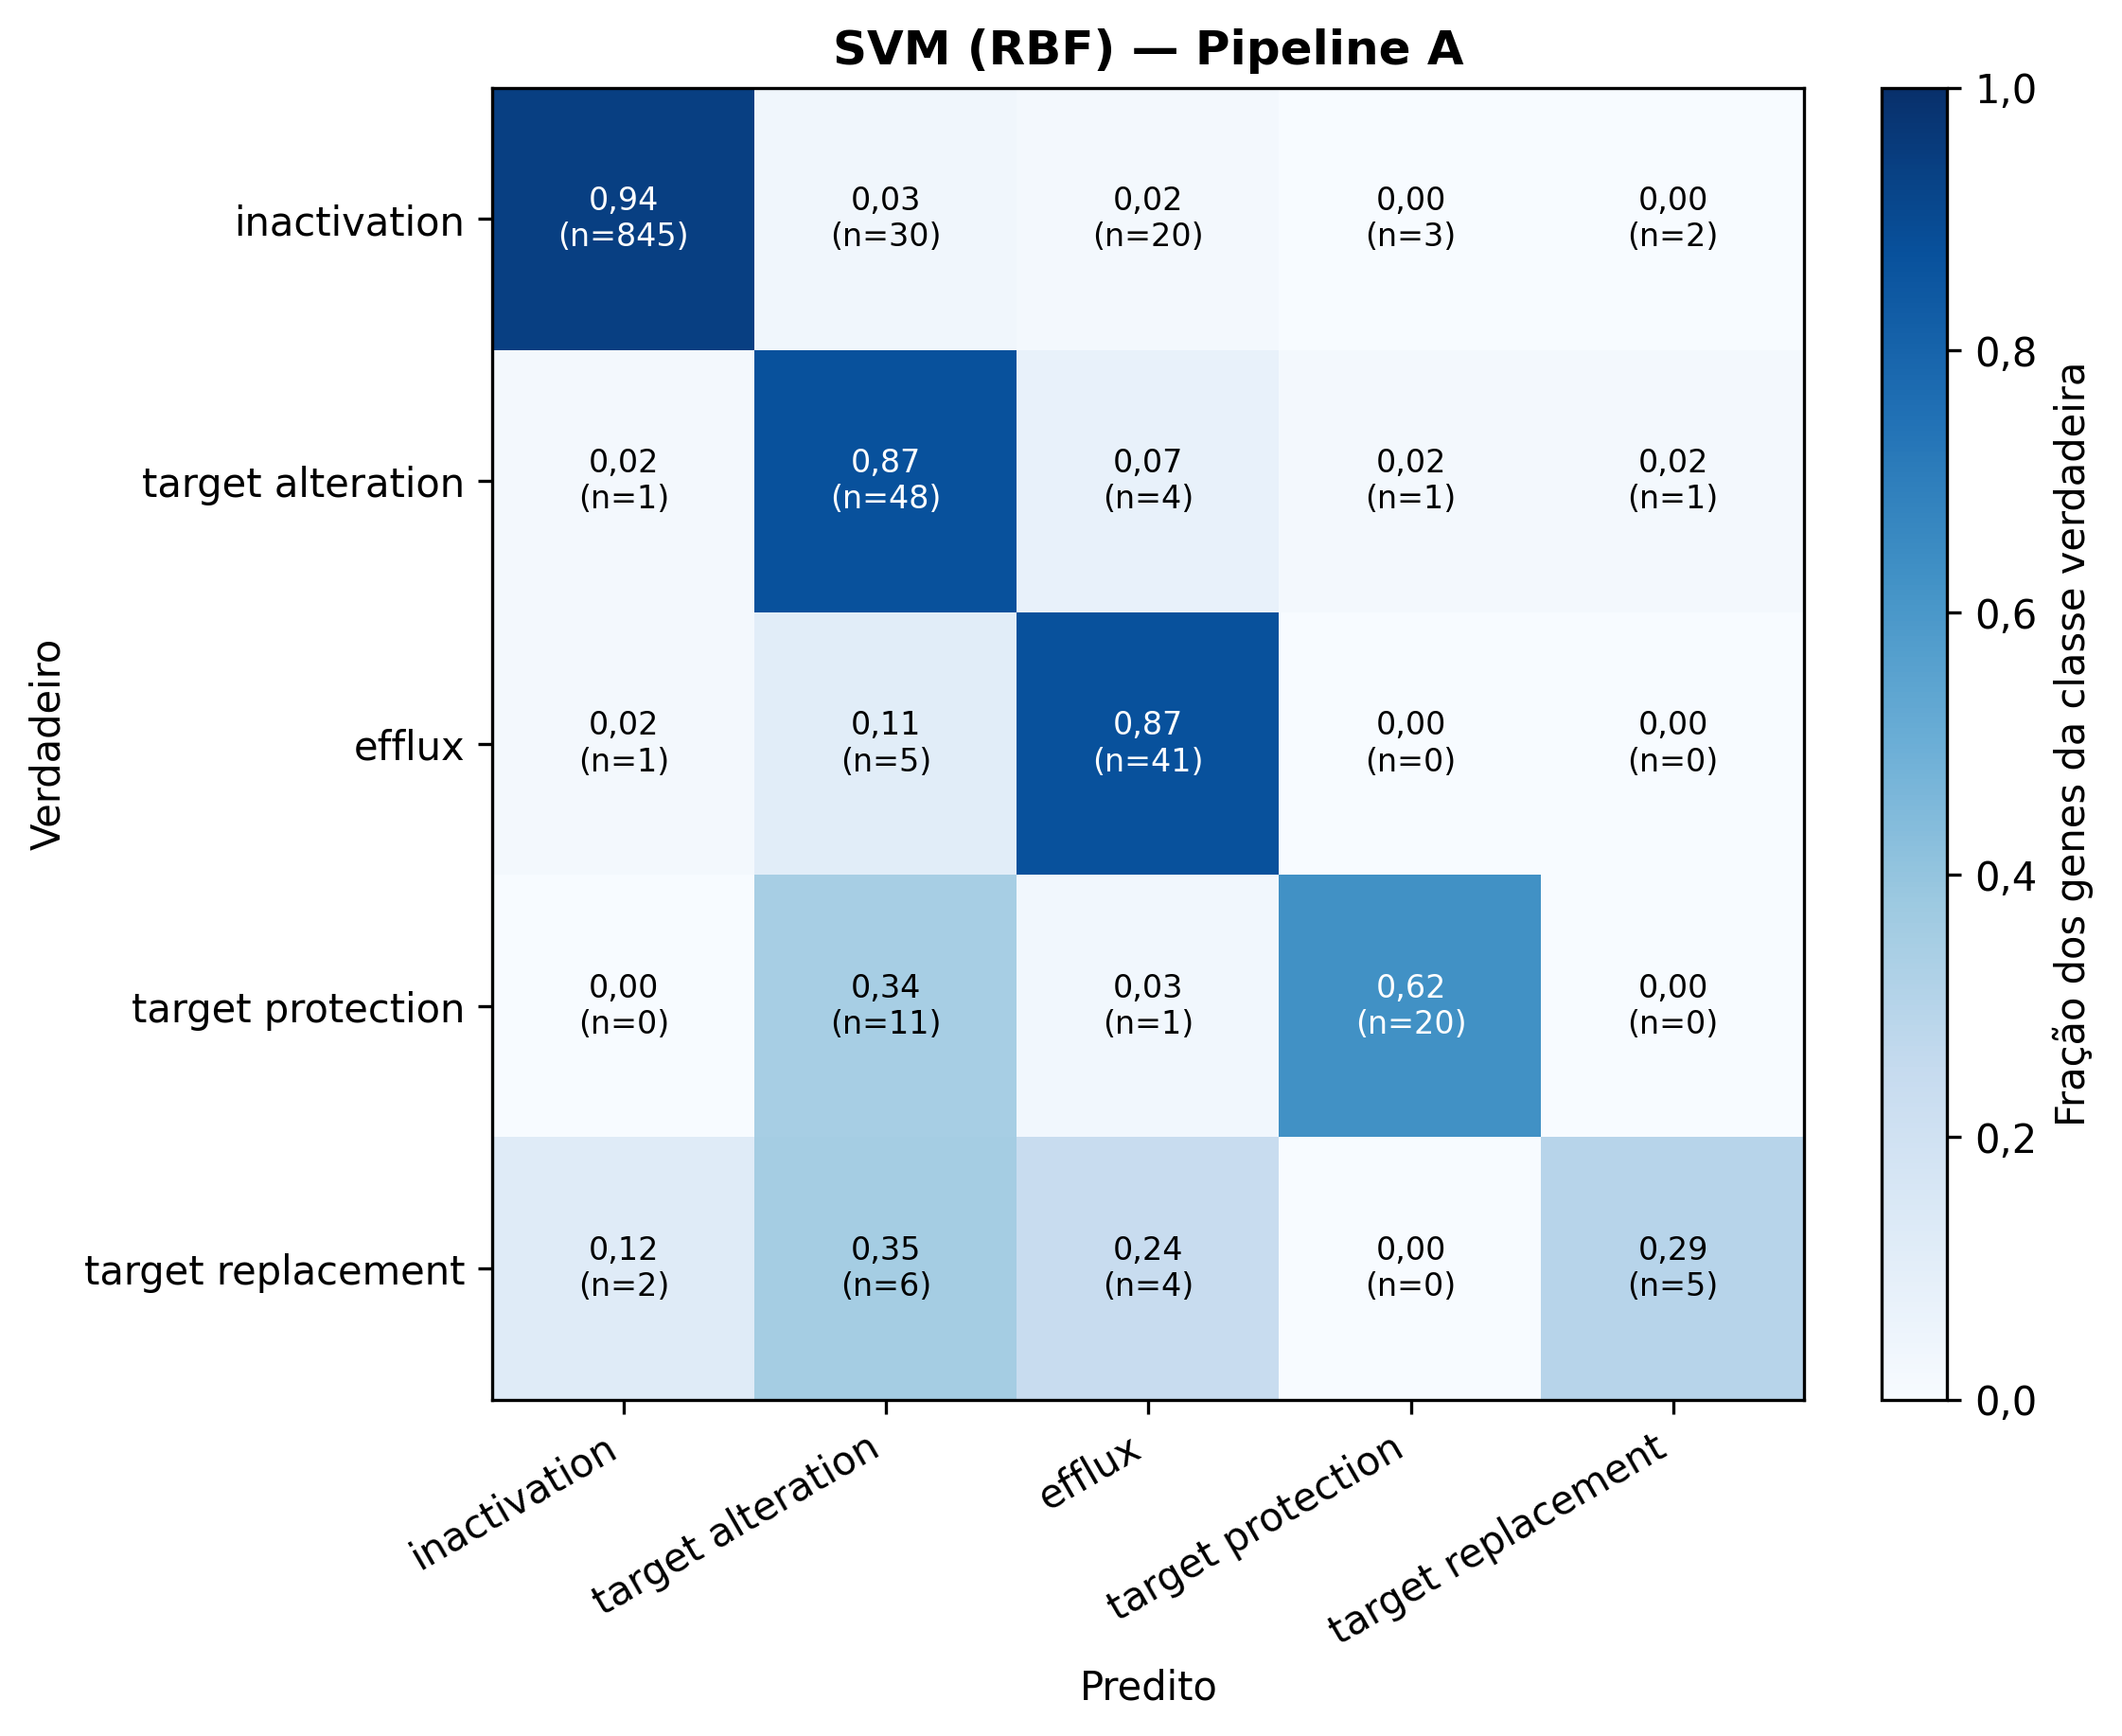 SVM (RBF) — Pipeline A
Verdadeiro
inactivation
0,94
(n=845)
0,03
(n=30)
0,02
(n=20)
0,00
(n=3)
0,00
(n=2)
target alteration
0,02
(n=1)
0,87
(n=48)
0,07
(n=4)
0,02
(n=1)
0,02
(n=1)
efflux
0,02
(n=1)
0,11
(n=5)
0,87
(n=41)
0,00
(n=0)
0,00
(n=0)
target protection
0,00
(n=0)
0,34
(n=11)
0,03
(n=1)
0,62
(n=20)
0,00
(n=0)
target replacement
0,12
(n=2)
0,35
(n=6)
0,24
(n=4)
0,00
(n=0)
0,29
(n=5)
inactivation
target alteration
efflux
target protection
target replacement
Predito
1,0
0,8
0,6
0,4
0,2
0,0
Fração dos genes da classe verdadeira